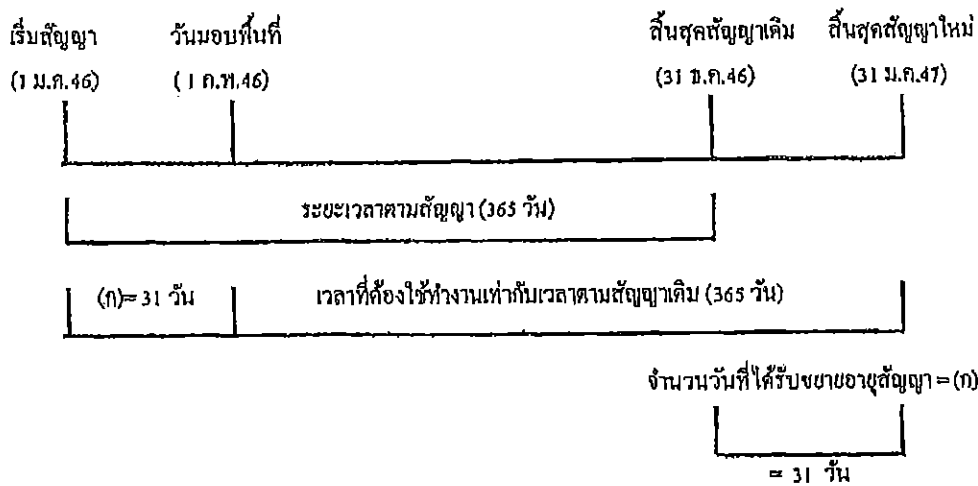 เริ่มสัญญา วันมอบพื้นที่ สิ้นสุดสัญญาเดิม สิ้นสุดสัญญาใหม่
(1 ม.ค.46) (1 ก.พ.46) (31 ธ.ค.46) (31 ม.ค.47)
ระยะเวลาตามสัญญา (365 วัน)
(ก)= 31 วัน เวลาที่ต้องใช้ทำงานเท่ากับเวลาตามสัญญาเดิม (365 วัน)
จำนวนวันที่ได้รับขยายอายุสัญญา = (ก)
= 31 วัน